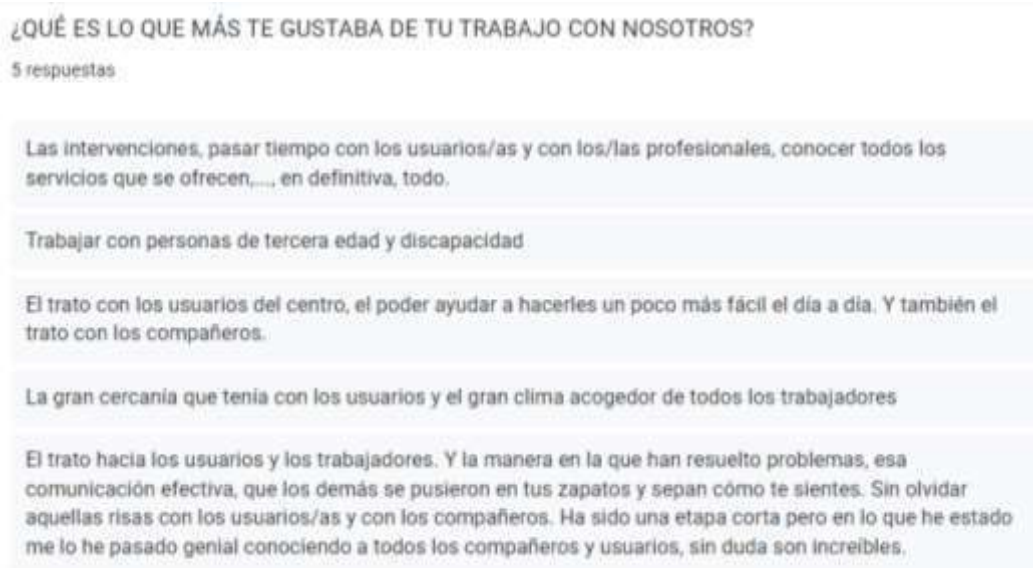 ¿QUÉ ES LO QUE MÁS TE GUSTABA DE TU TRABAJO CON NOSOTROS?
5 respuestas
Las intervenciones, pasar tiempo con los usuarios/as y con los/las profesionales, conocer todos los
servicios que se ofrecen,..., en definitiva, todo.
Trabajar con personas de tercera edad y discapacidad
El trato con los usuarios del centro, el poder ayudar a hacerles un poco más fácil el día a día. Y también el
trato con los compañeros.
La gran cercanía que tenía con los usuarios y el gran clima acogedor de todos los trabajadores
El trato hacia los usuarios y los trabajadores. Y la manera en la que han resuelto problemas, esa
comunicación efectiva, que los demás se pusieron en tus zapatos y sepan cómo te sientes. Sin olvidar
aquellas risas con los usuarios/as y con los compañeros. Ha sido una etapa corta pero en lo que he estado
me lo he pasado genial conociendo a todos los compañeros y usuarios, sin duda son increíbles.